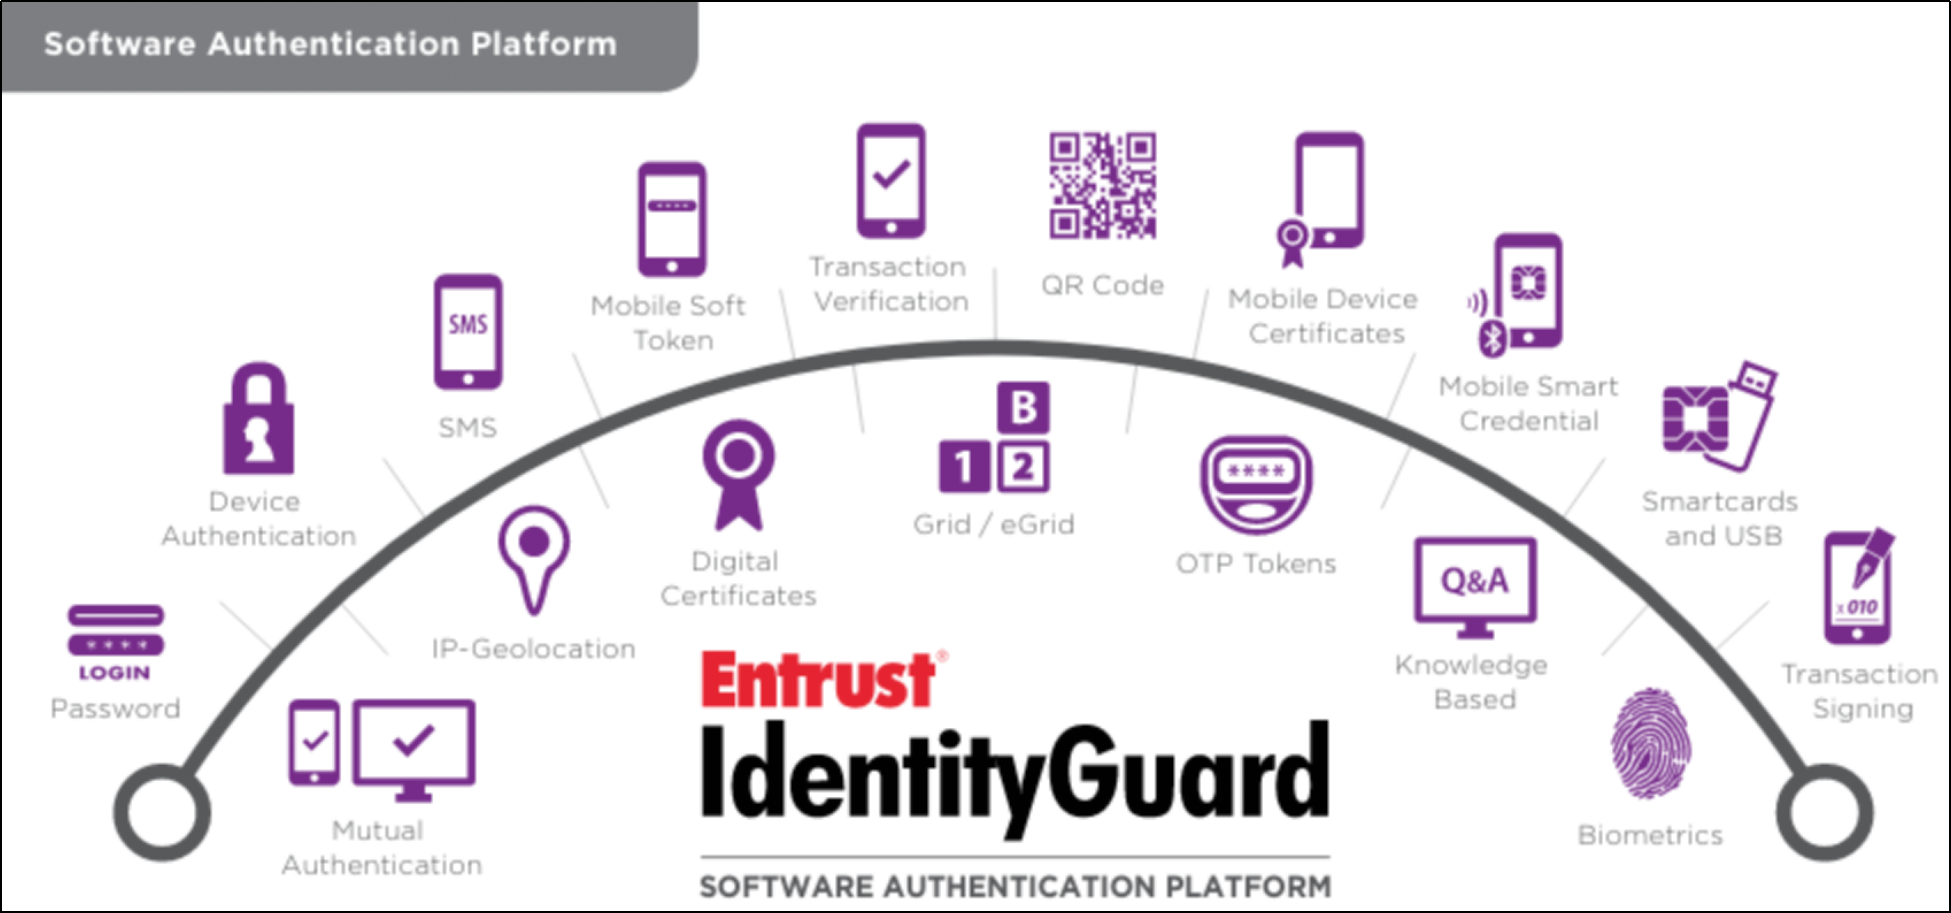 Software Authentication Platform
LOGIN
Password
Device
Authentication
SMS
SMS
Mobile Soft
Token
Transaction
Verification
QR Code
Mobile Device
Certificates
Mobile Smart
Credential
Smartcards
and USB
x 010
Transaction
Signing
Mutual
Authentication
IP-Geolocation
Digital
Certificates
B
1 2
Grid / eGrid
****
OTP Tokens
Q&A
Knowledge
Based
Biometrics
Entrust®
IdentityGuard
SOFTWARE AUTHENTICATION PLATFORM